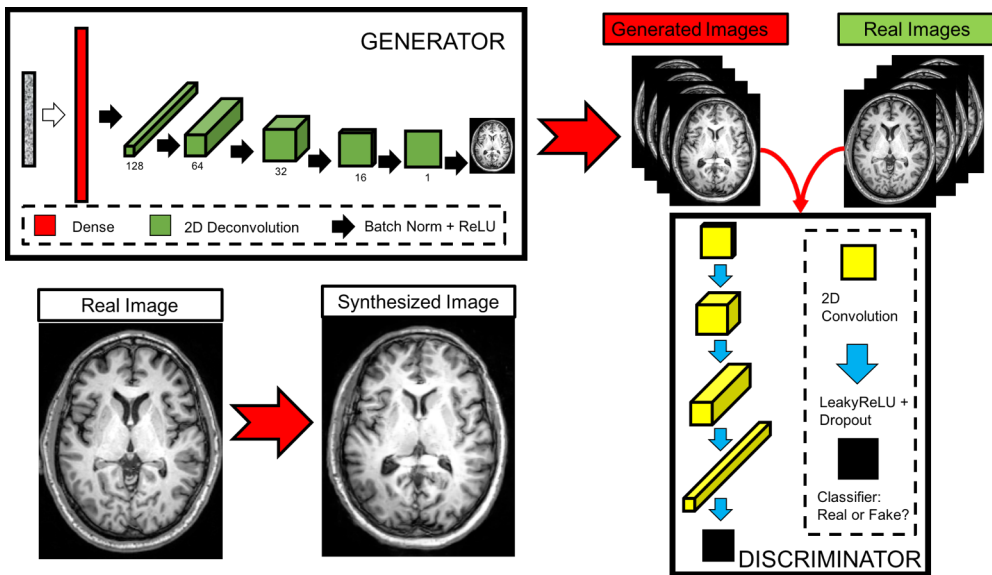 GENERATOR
128
64
32
16
1
Dense
2D Deconvolution
Batch Norm + ReLU
Generated Images
Real Images
Real Image
Synthesized Image
2D
Convolution
LeakyReLU +
Dropout
Classifier:
Real or Fake?
DISCRIMINATOR